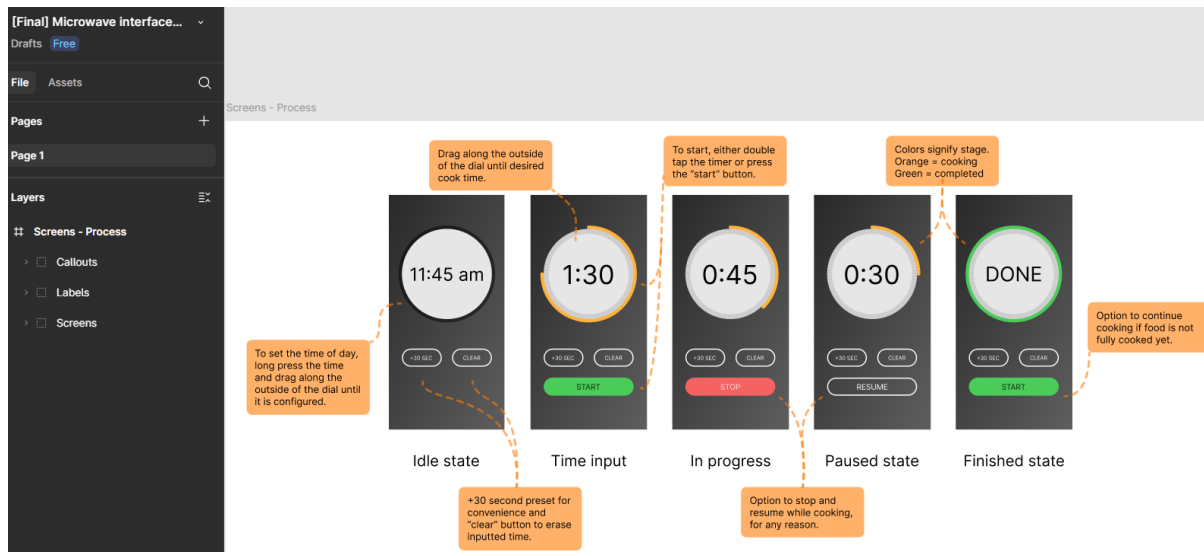 [Final] Microwave interface...
Drafts Free
File Assets
Pages
Page 1
Layers
Screens - Process
Callouts
Labels
Screens
Screens - Process
Drag along the outside
of the dial until desired
cook time.
To start, either double
tap the timer or press
the “start” button.
Colors signify stage.
Orange = cooking
Green = completed
11:45 am
1:30
0:45
0:30
DONE
+30 SEC CLEAR
+30 SEC CLEAR
+30 SEC CLEAR
+30 SEC CLEAR
+30 SEC CLEAR
START
STOP
RESUME
START
To set the time of day,
long press the time
and drag along the
outside of the dial until
it is configured.
Option to continue
cooking if food is not
fully cooked yet.
Idle state
Time input
In progress
Paused state
Finished state
+30 second preset for
convenience and
“clear” button to erase
inputted time.
Option to stop and
resume while cooking,
for any reason.